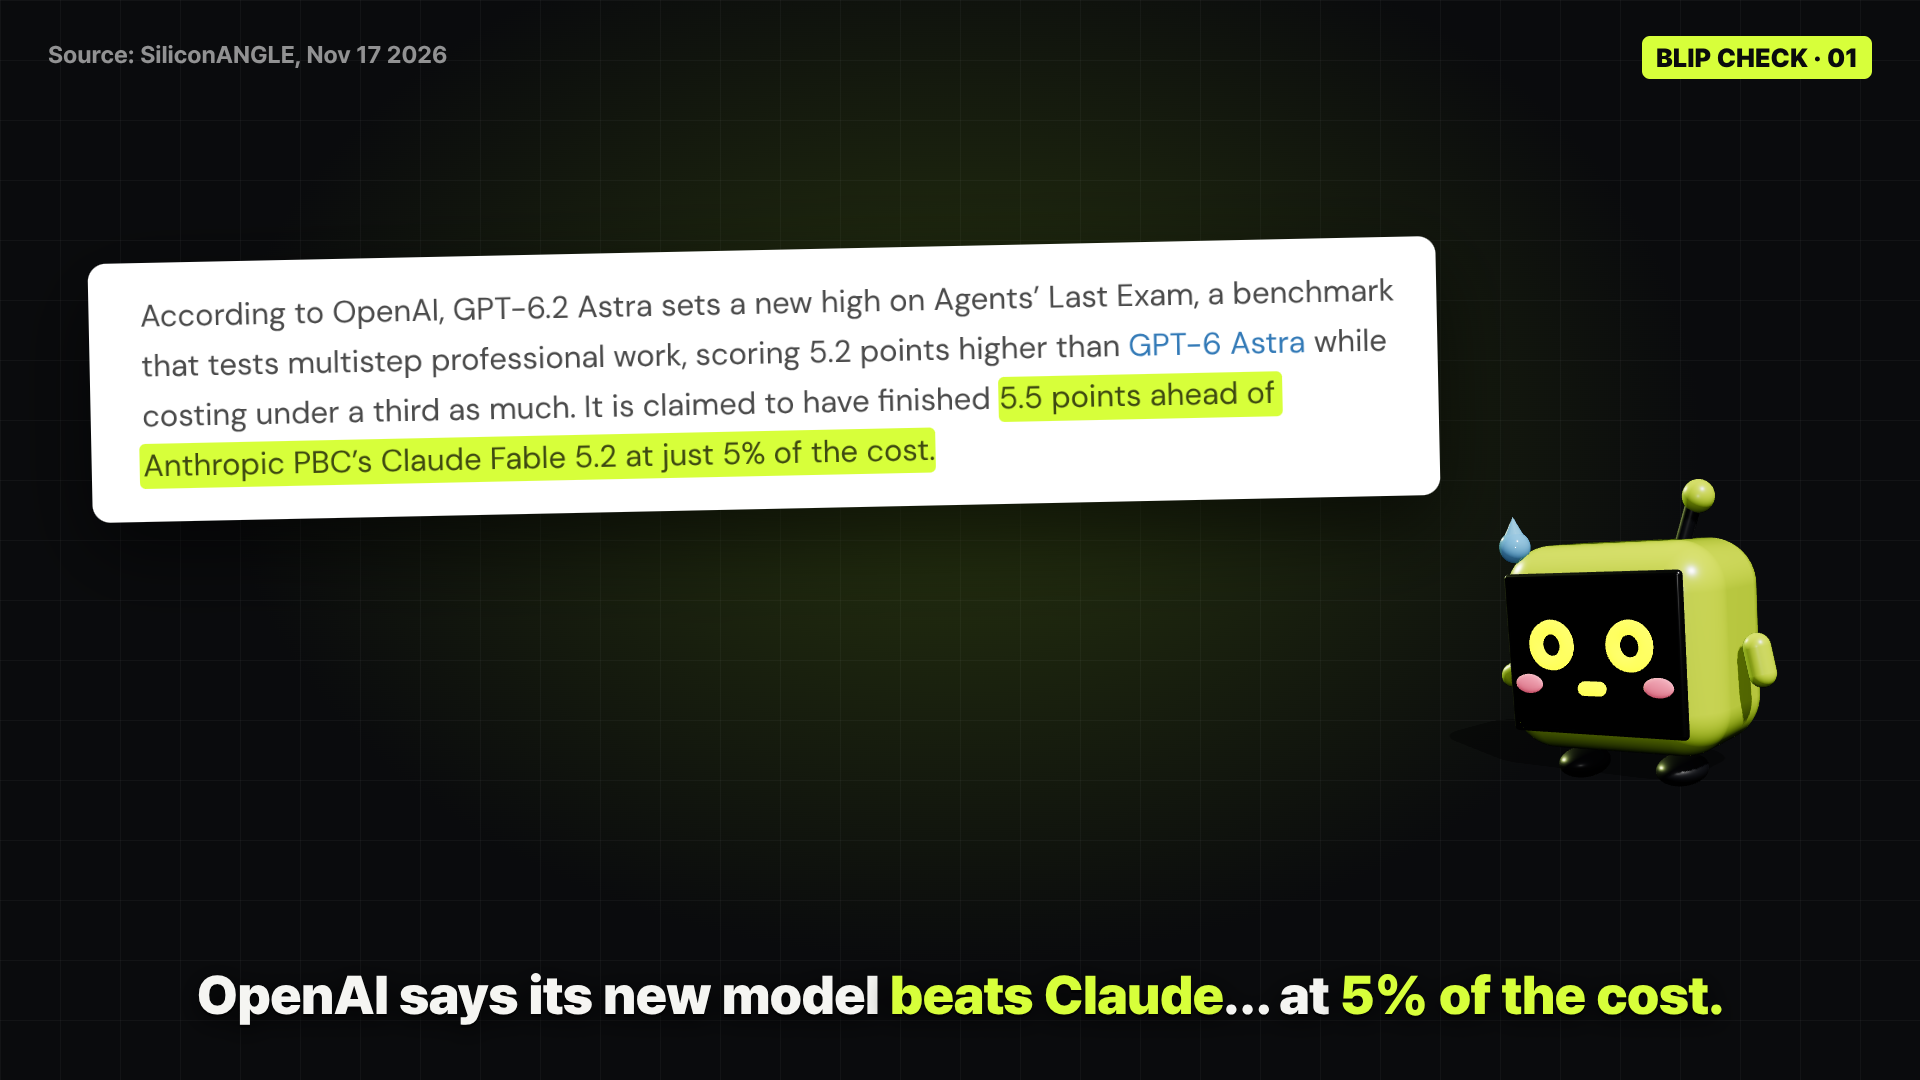 Source: SiliconANGLE, Nov 17 2026
BLIP CHECK · 01
According to OpenAI, GPT-6.2 Astra sets a new high on Agents’ Last Exam, a benchmark
that tests multistep professional work, scoring 5.2 points higher than GPT-6 Astra while
costing under a third as much. It is claimed to have finished 5.5 points ahead of
Anthropic PBC’s Claude Fable 5.2 at just 5% of the cost.
OpenAI says its new model beats Claude... at 5% of the cost.